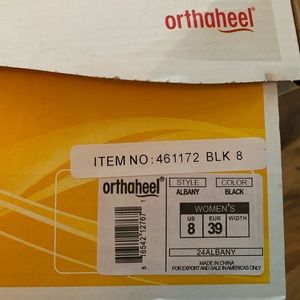 orthaheel
ITEM NO: 461172 BLK 8
orthaheel
STYLE
ALBANY
COLOR
BLACK
WOMEN'S
US
8
EUR
39
WIDTH
24ALBANY
MADE IN CHINA
FOR EXPORT AND SALE IN AMERICAS ONLY